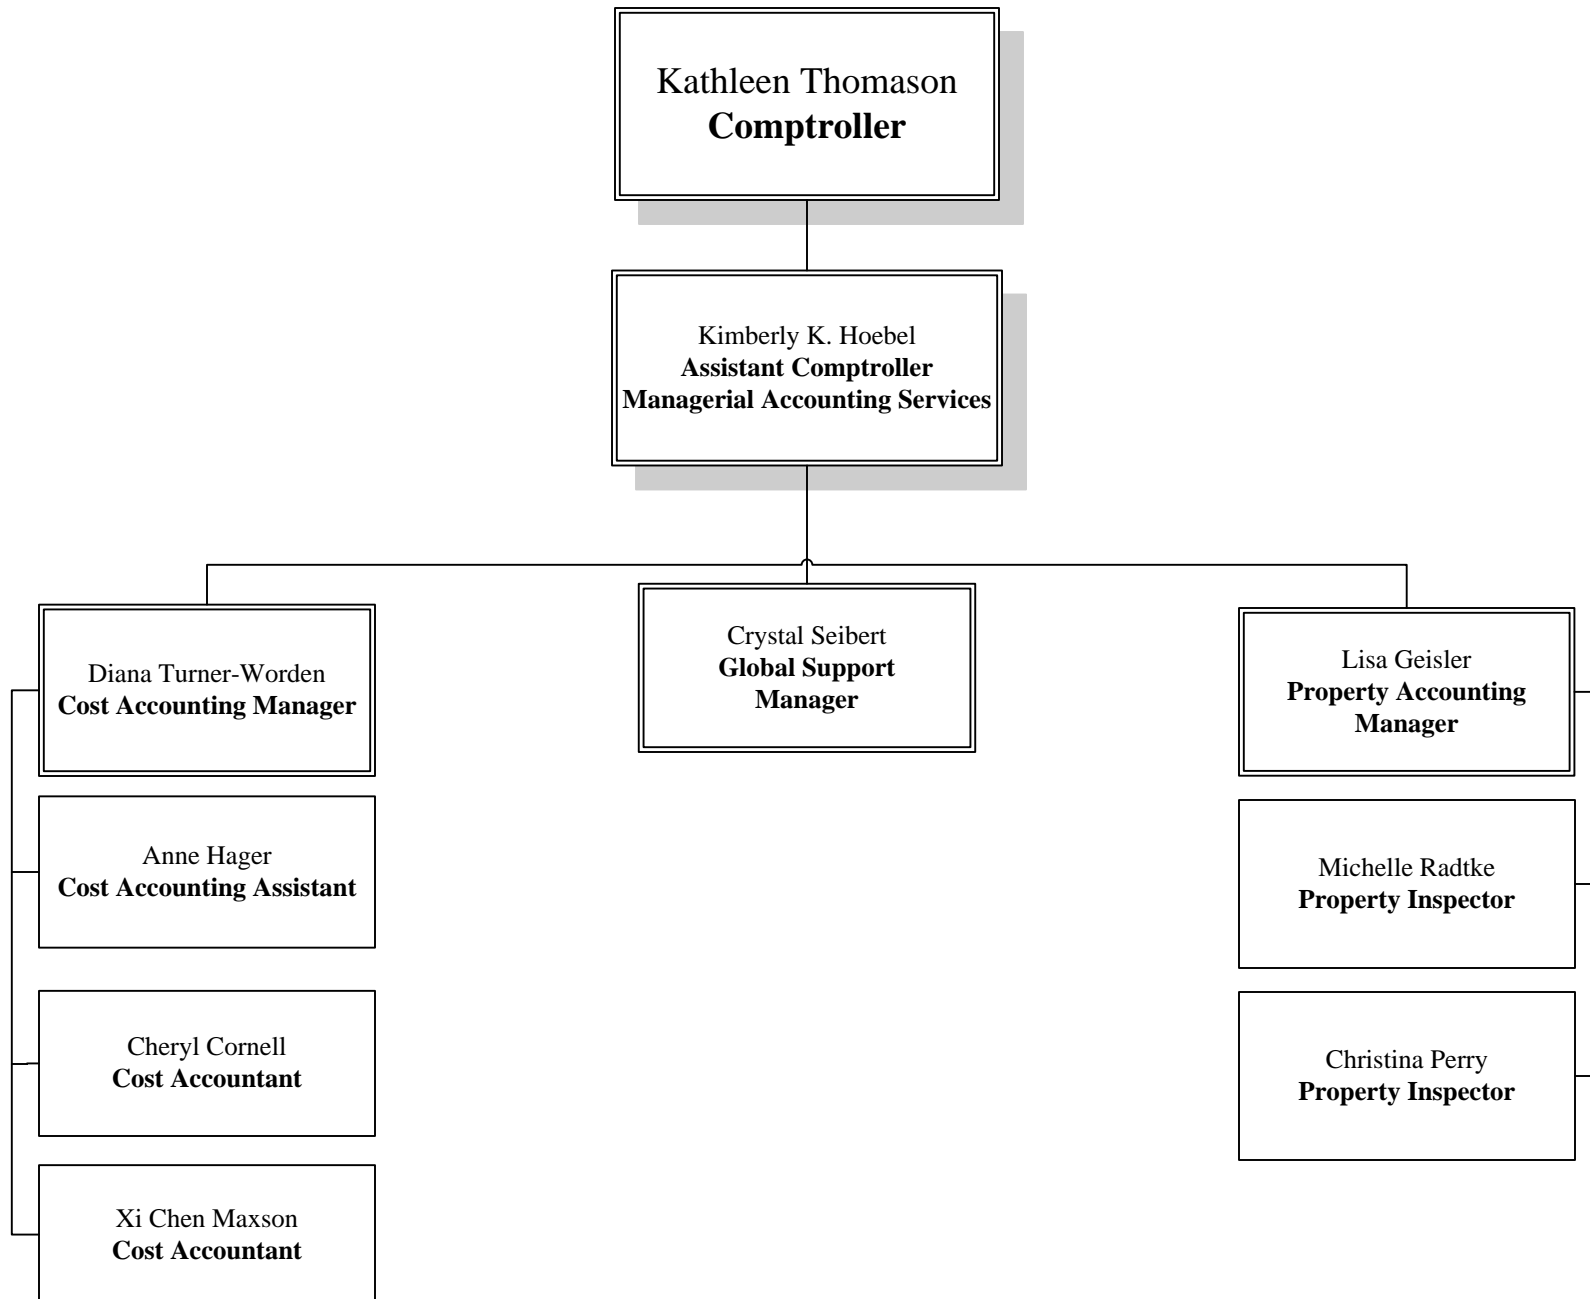 Kathleen Thomason
Comptroller
Kimberly K. Hoebel
Assistant Comptroller
Managerial Accounting Services
Diana Turner-Worden
Cost Accounting Manager
Crystal Seibert
Global Support
Manager
Lisa Geisler
Property Accounting
Manager
Anne Hager
Cost Accounting Assistant
Michelle Radtke
Property Inspector
Cheryl Cornell
Cost Accountant
Christina Perry
Property Inspector
Xi Chen Maxson
Cost Accountant